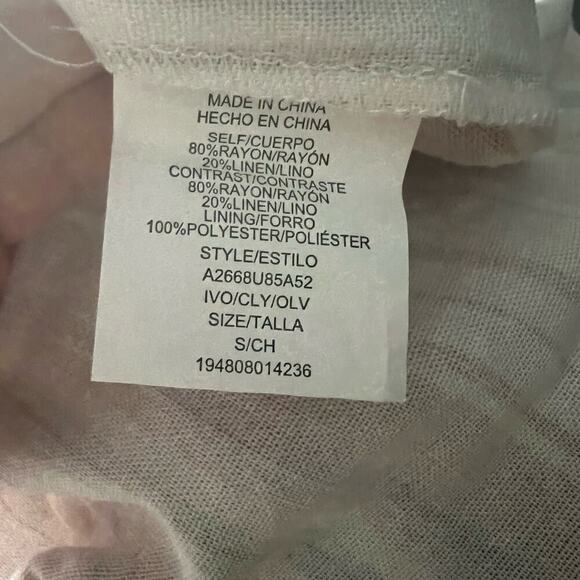 MADE IN CHINA
HECHO EN CHINA
SELF/CUERPO
80%RAYON/RAYÓN
20%LINEN/LINO
CONTRAST/CONTRASTE
80%RAYON/RAYÓN
20%LINEN/LINO
LINING/FORRO
100%POLYESTER/POLIÉSTER
STYLE/ESTILO
A2668U85A52
IVO/CLY/OLV
SIZE/TALLA
S/CH
194808014236